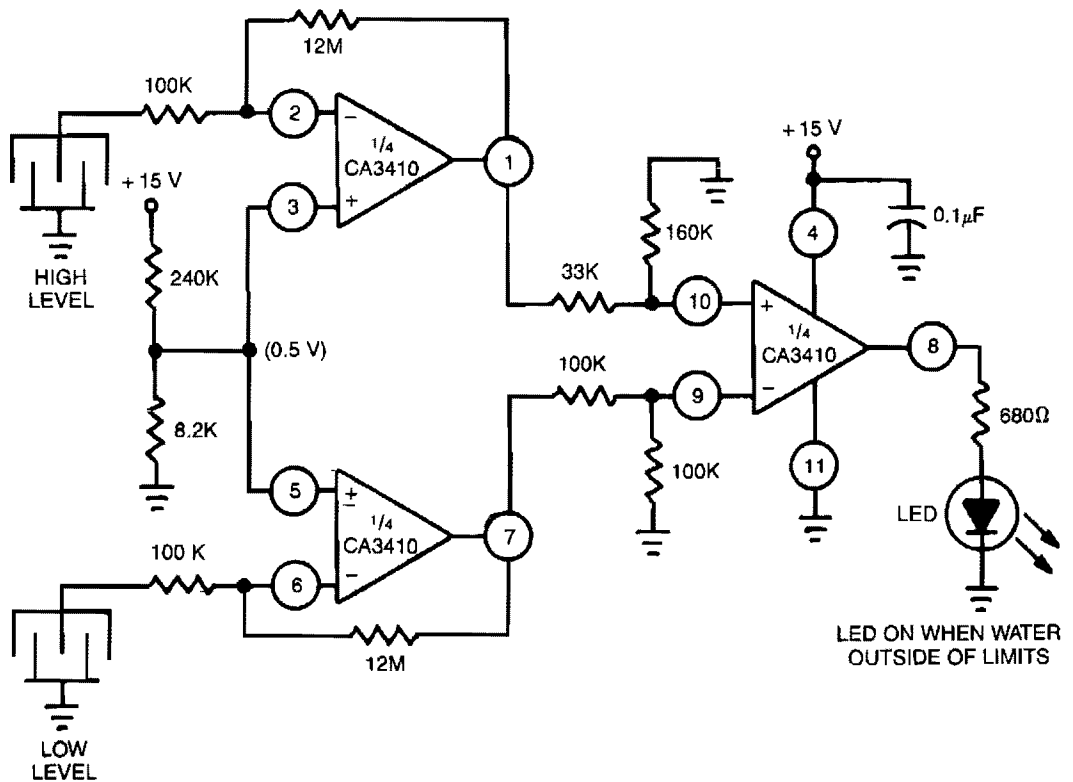 12M
100K
2
−
1/4
CA3410
1
3
+
+15 V
HIGH
LEVEL
240K
(0.5 V)
8.2K
+15 V
4
0.1µF
160K
33K
10
+
1/4
CA3410
8
100K
9
−
100K
11
680Ω
LED
5
±
1/4
CA3410
7
100 K
6
−
12M
LOW
LEVEL
LED ON WHEN WATER
OUTSIDE OF LIMITS